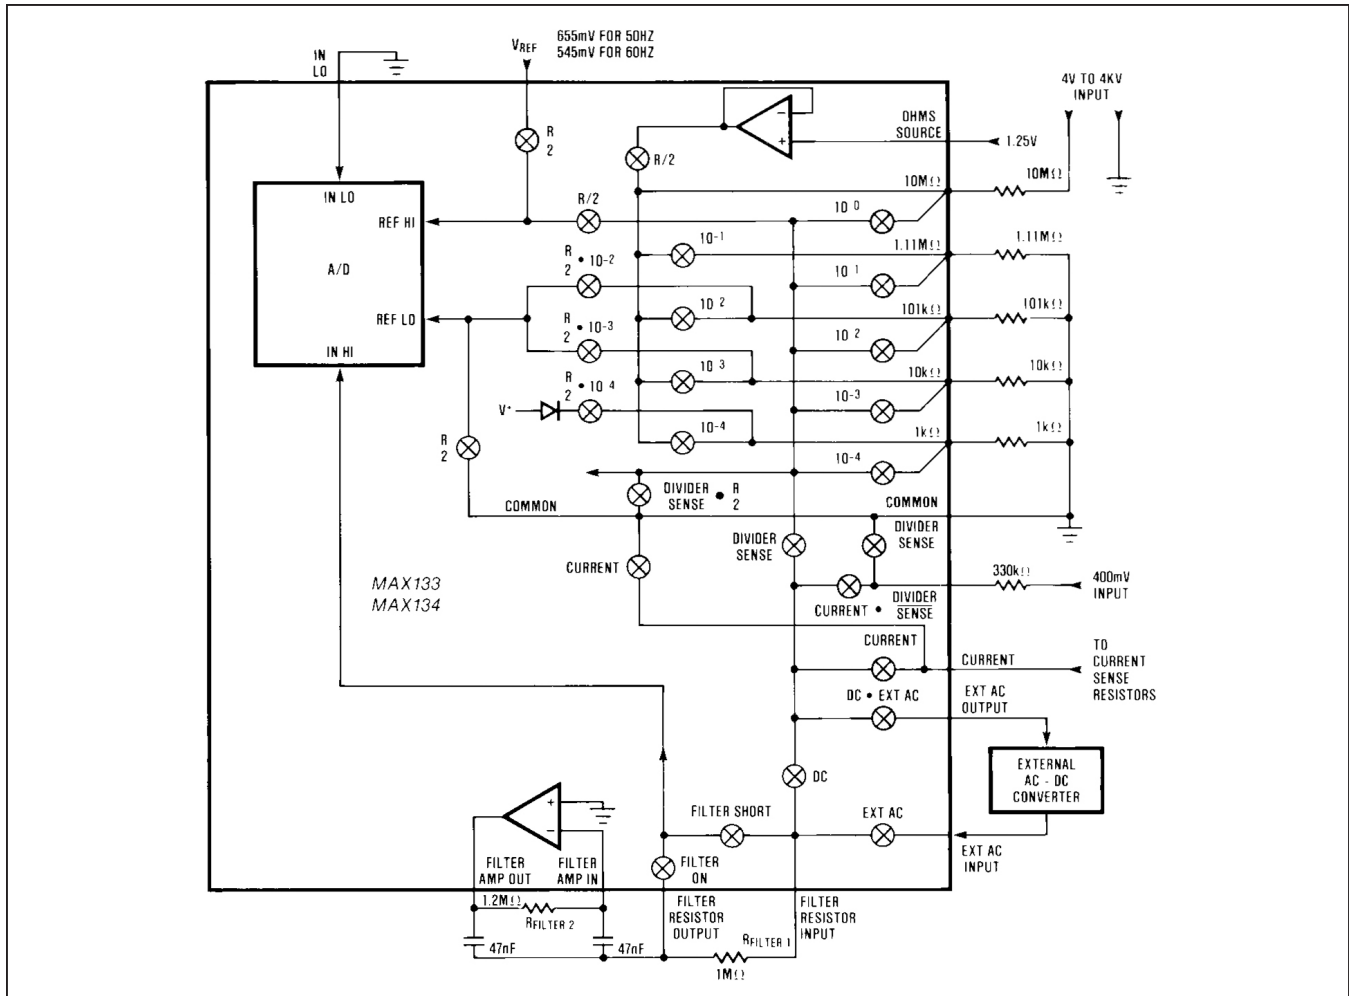 IN
LO
VREF
655mV FOR 50HZ
545mV FOR 60HZ
4V TO 4KV
INPUT
R
2
OHMS
SOURCE
1.25V
R/2
IN LO
REF HI
A/D
REF LO
IN HI
R/2
10MΩ
10MΩ
10 0
10-1
1.11MΩ
1.11MΩ
R
2 • 10-2
10 1
10 2
101kΩ
101kΩ
R
2 • 10-3
10 2
10 3
10kΩ
10kΩ
R
2 • 10 4
V+
10-3
10-4
1kΩ
1kΩ
R
2
10-4
DIVIDER
SENSE • R
2
COMMON
COMMON
DIVIDER
SENSE
DIVIDER
SENSE
CURRENT
330kΩ
400mV
INPUT
MAX133
MAX134
CURRENT • DIVIDER
SENSE
CURRENT
CURRENT
TO
CURRENT
SENSE
RESISTORS
DC • EXT AC
EXT AC
OUTPUT
EXTERNAL
AC - DC
CONVERTER
DC
FILTER SHORT
EXT AC
EXT AC
INPUT
+
−
+
−
FILTER
AMP OUT
FILTER
AMP IN
FILTER
ON
1.2MΩ
RFILTER 2
FILTER
RESISTOR
OUTPUT
FILTER
RESISTOR
INPUT
47nF
47nF
RFILTER 1
1MΩ